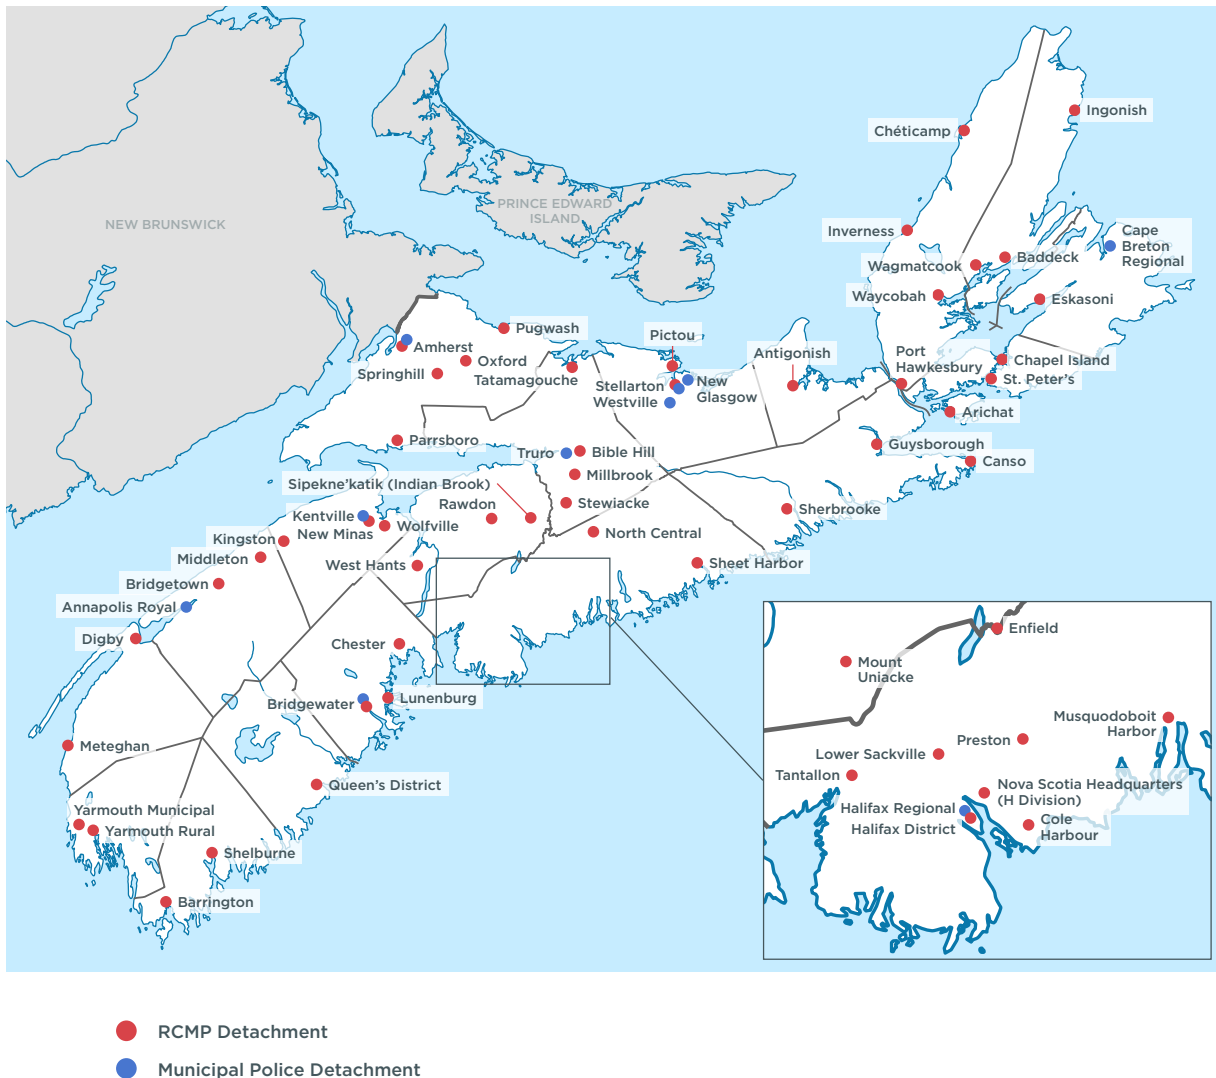 Ingonish
Chéticamp
NEW BRUNSWICK
PRINCE EDWARD
ISLAND
Inverness
Cape
Breton
Regional
Baddeck
Wagmatcook
Waycobah
Eskasoni
Pugwash
Pictou
Amherst
Antigonish
Port
Hawkesbury
Chapel Island
Oxford
Springhill
Tatamagouche
Stellarton
New
Glasgow
Westville
St. Peter's
Arichat
Parrsboro
Guysborough
Truro
Bible Hill
Canso
Millbrook
Sipekne'katik (Indian Brook)
Rawdon
Stewiacke
Sherbrooke
Kentville
New Minas
Wolfville
North Central
Kingston
Middleton
West Hants
Sheet Harbor
Bridgetown
Annapolis Royal
Digby
Chester
Bridgewater
Lunenburg
Meteghan
Queen's District
Yarmouth Municipal
Yarmouth Rural
Shelburne
Barrington
Enfield
Mount
Uniacke
Musquodoboit
Harbor
Preston
Lower Sackville
Tantallon
Nova Scotia Headquarters
(H Division)
Halifax Regional
Halifax District
Cole
Harbour
RCMP Detachment
Municipal Police Detachment